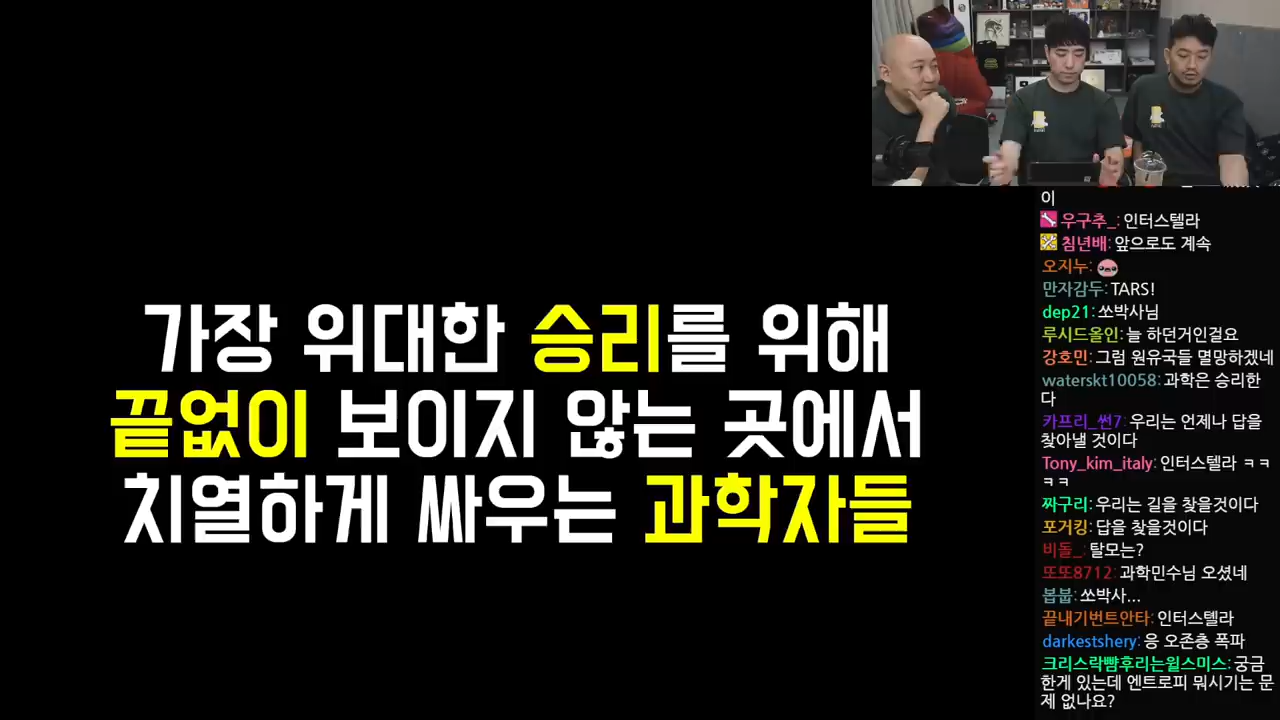 가장 위대한 승리를 위해
끝없이 보이지 않는 곳에서
치열하게 싸우는 과학자들
이
우구추_: 인터스텔라
침년배: 앞으로도 계속
오지누:
만자감두: TARS!
dep21: 쏘박사님
루시드올인: 늘 하던거인걸요
강호민: 그럼 원유국들 멸망하겠네
waterskt10058: 과학은 승리한
다
카프리_썬7: 우리는 언제나 답을
찾아낼 것이다
Tony_kim_italy: 인터스텔라 ㅋㅋ
ㅋㅋ
짜구리: 우리는 길을 찾을것이다
포거킹: 답을 찾을것이다
비돌_: 탈모는?
또또8712: 과학민수님 오셨네
봅붋: 쏘박사...
끝내기번트안타: 인터스톌라
darkestshery: 응 오존층 폭파
크리스락뺨후리는윌스미스: 궁금
한게 있는데 엔트로피 뭐시기는 문
제 없나요?